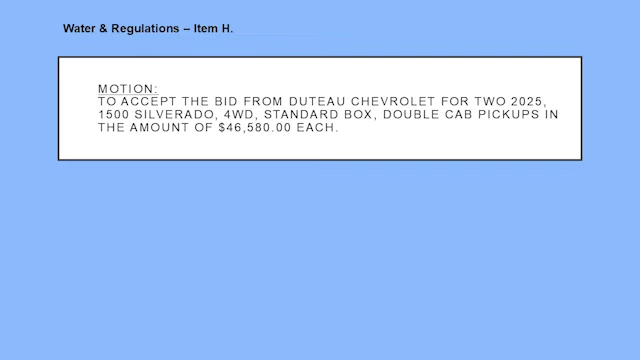 Water & Regulations – Item H.
MOTION:
TO ACCEPT THE BID FROM DUTEAU CHEVROLET FOR TWO 2025,
1500 SILVERADO, 4WD, STANDARD BOX, DOUBLE CAB PICKUPS IN
THE AMOUNT OF $46,580.00 EACH.